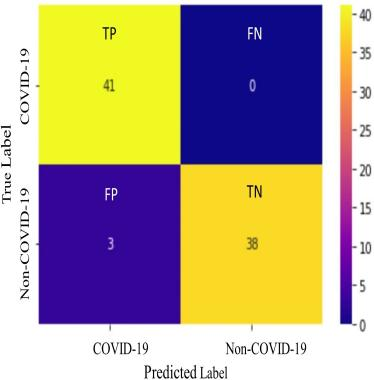 TP FN
41 0
FP TN
3 38
COVID-19
Non-COVID-19
True Label
COVID-19 Non-COVID-19
Predicted Label
40
35
30
25
20
15
10
5
0